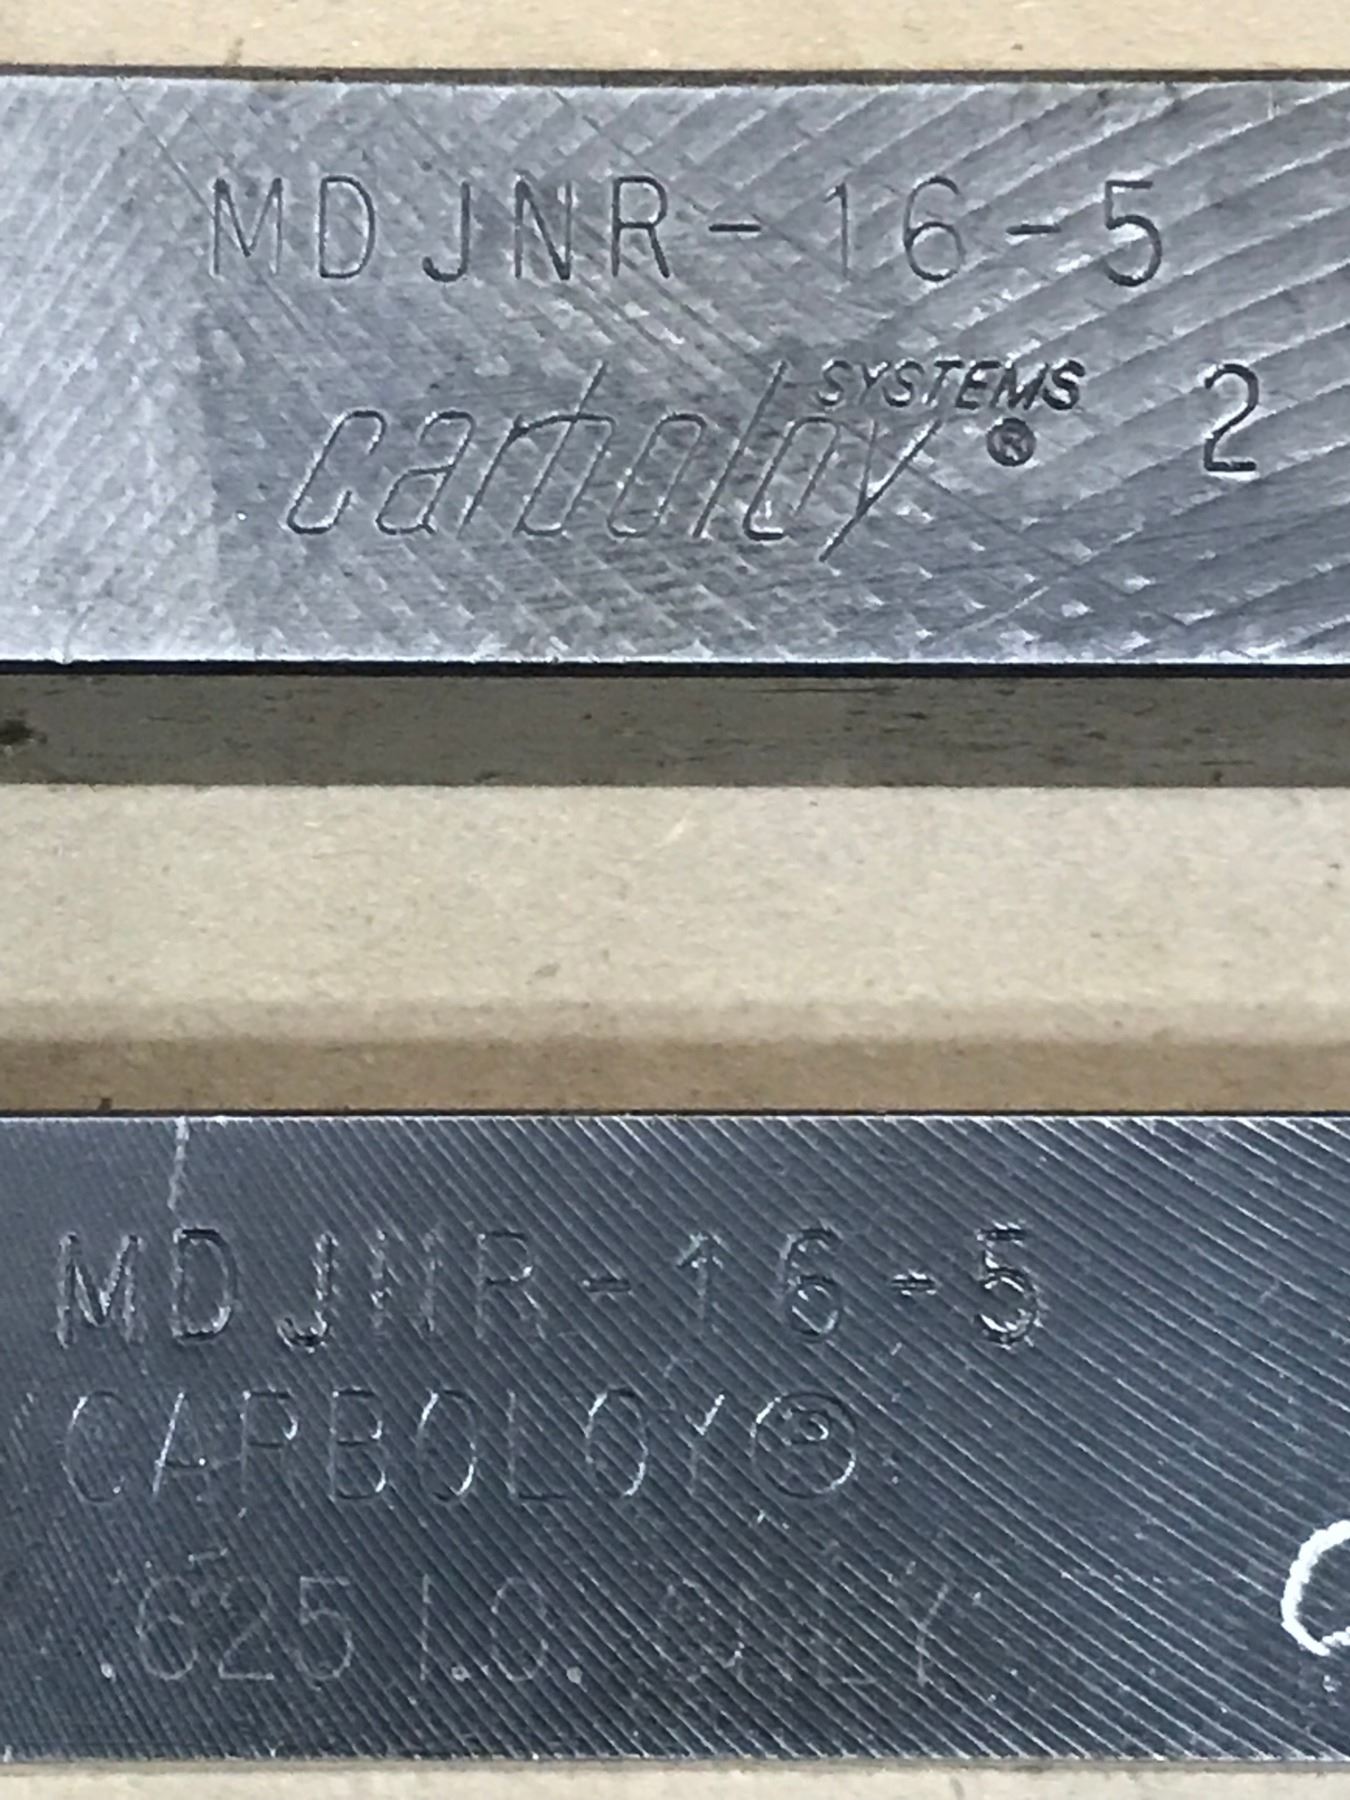 MDJNR-16-5
carboloy SYSTEMS ® 2
MDJNR-16-5
CARBOLOY®
.625 I.C. ONLY